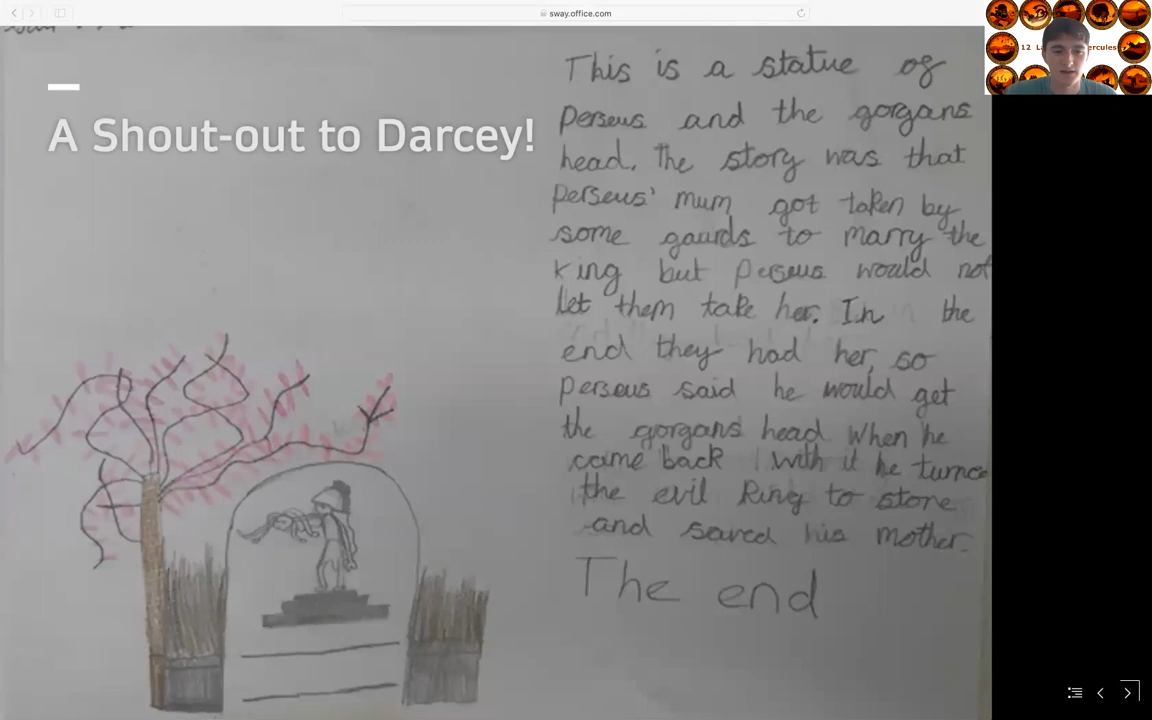 sway.office.com
12 La
ercules
A Shout-out to Darcey!
This is a statue of
Perseus and the gorgans
head. The story was that
Perseus' mum got taken by
some gaurds to marry the
king but Perseus would not
let them take her. In the
end they had her, so
Perseus said he would get
the gorgans head when he
came back with it he turned
the evil King to stone
and saved his mother.
The end